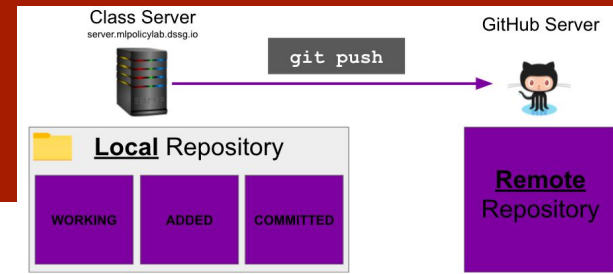 Class Server
server.mlpolicylab.dssg.io
GitHub Server
git push
Local Repository
WORKING
ADDED
COMMITTED
Remote
Repository